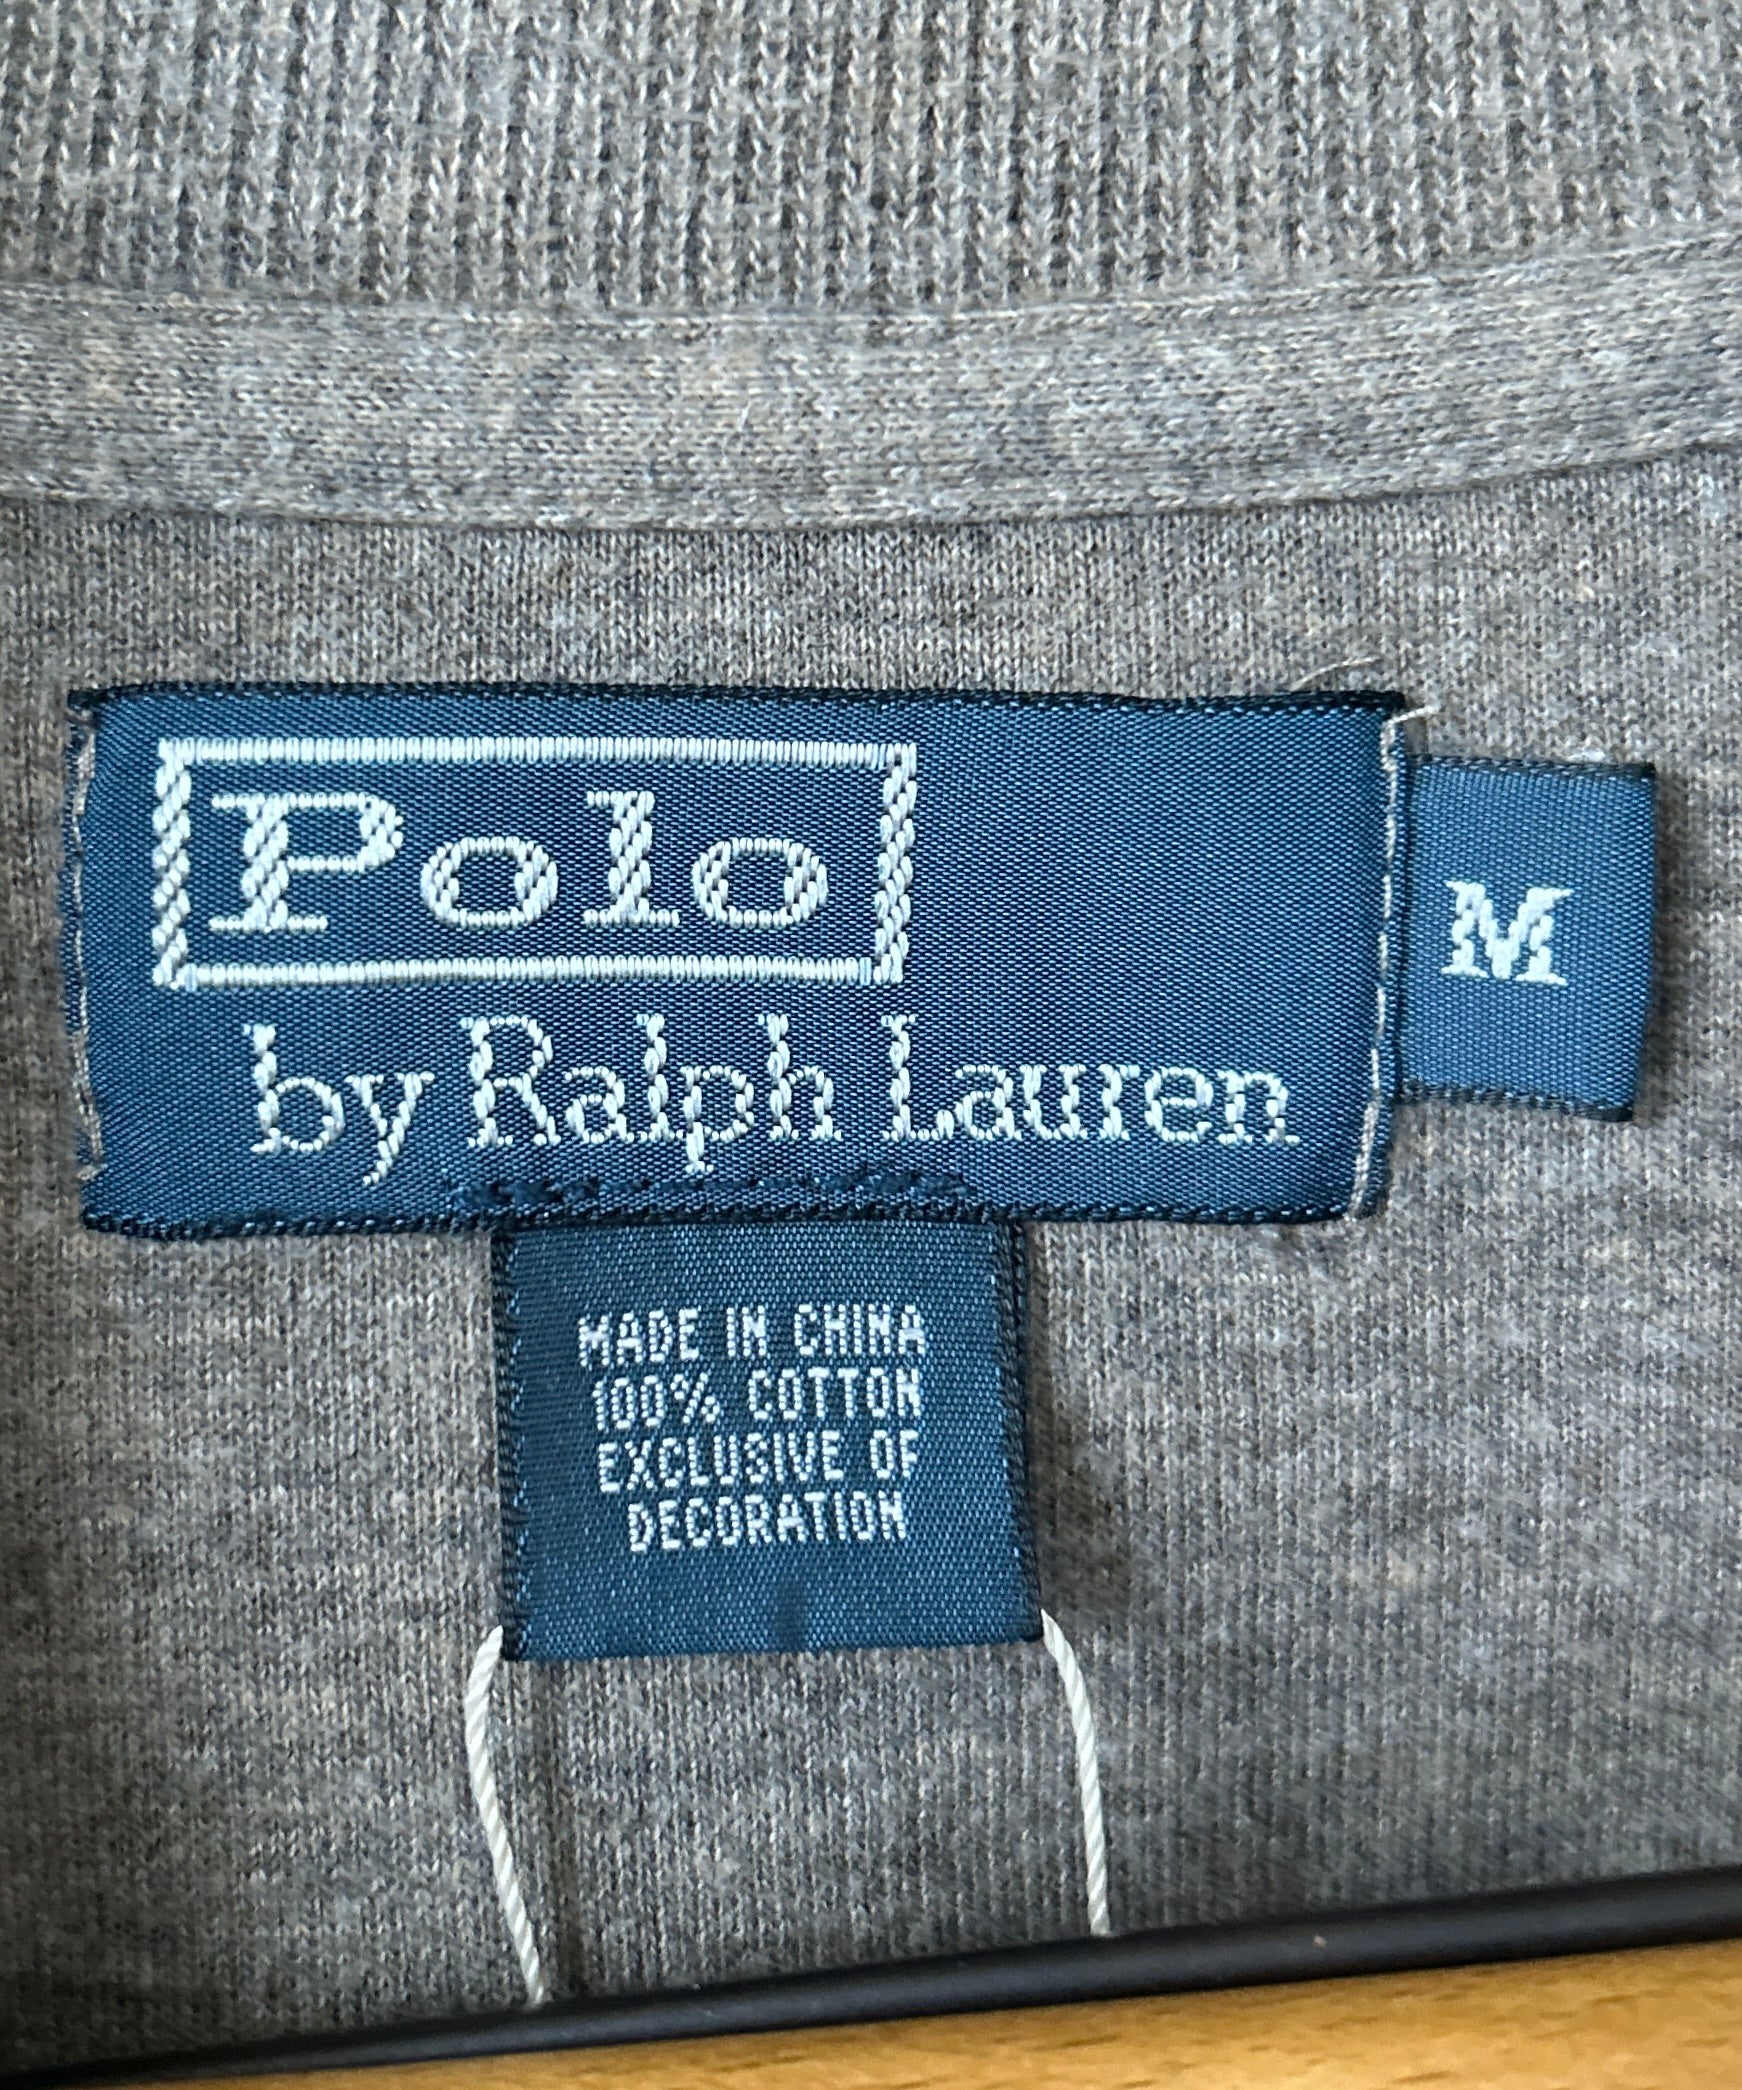 Polo
by Ralph Lauren
M
MADE IN CHINA
100% COTTON
EXCLUSIVE OF
DECORATION